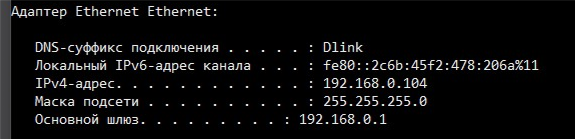 Адаптер Ethernet Ethernet:
DNS-суффикс подключения . . . . . : Dlink
Локальный IPv6-адрес канала . . . : fe80::2c6b:45f2:478:206a%11
IPv4-адрес. . . . . . . . . . . . : 192.168.0.104
Маска подсети . . . . . . . . . . : 255.255.255.0
Основной шлюз. . . . . . . . . : 192.168.0.1